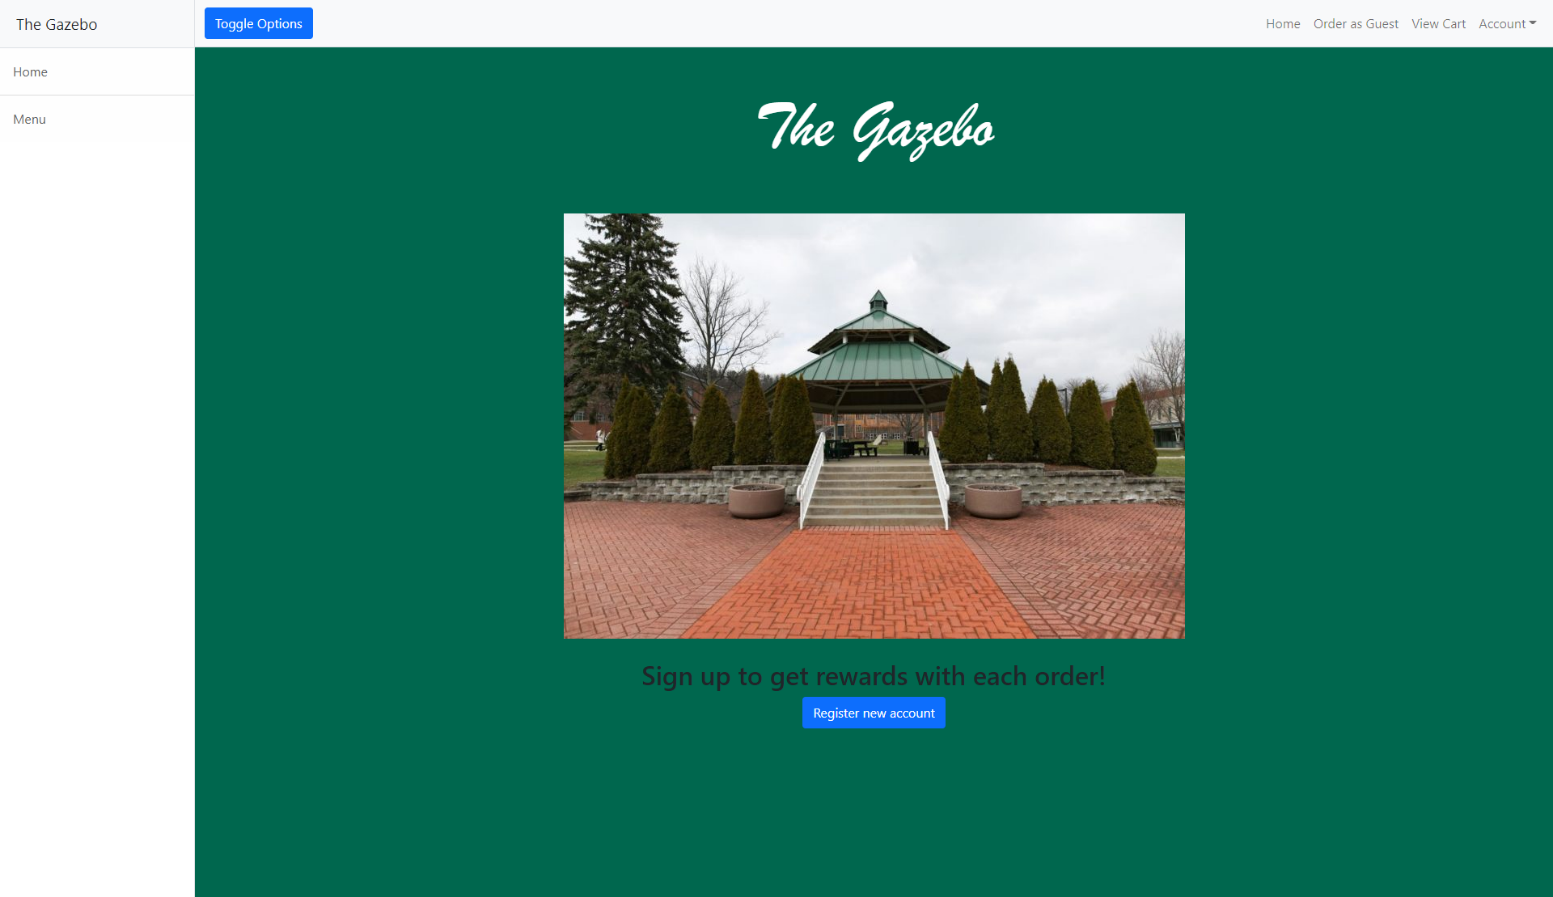 The Gazebo
Toggle Options
Home
Order as Guest
View Cart
Account
Home
Menu
The Gazebo
Sign up to get rewards with each order!
Register new account